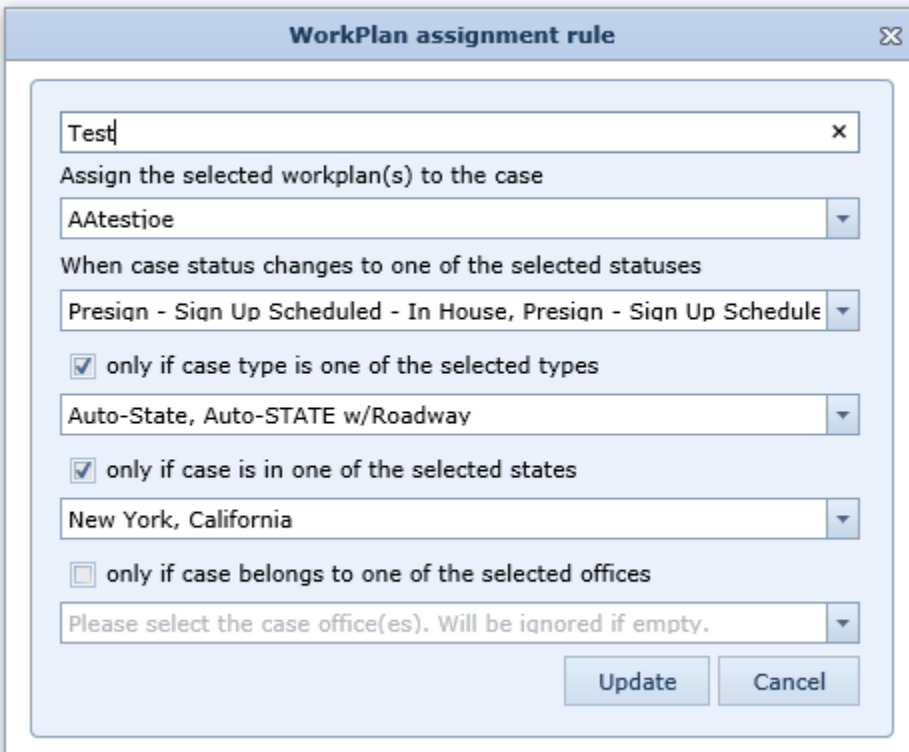 WorkPlan assignment rule
Test
Assign the selected workplan(s) to the case
AAtestjoe
When case status changes to one of the selected statuses
Presign - Sign Up Scheduled - In House, Presign - Sign Up Schedule
only if case type is one of the selected types
Auto-State, Auto-STATE w/Roadway
only if case is in one of the selected states
New York, California
only if case belongs to one of the selected offices
Please select the case office(es). Will be ignored if empty.
Update Cancel